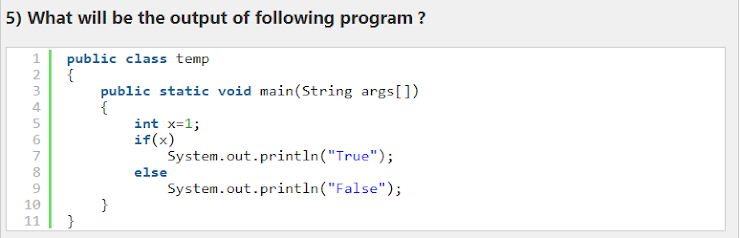 5) What will be the output of following program ?
1 public class temp
2 {
3     public static void main(String args[])
4     {
5         int x=1;
6         if(x)
7             System.out.println("True");
8         else
9             System.out.println("False");
10     }
11 }